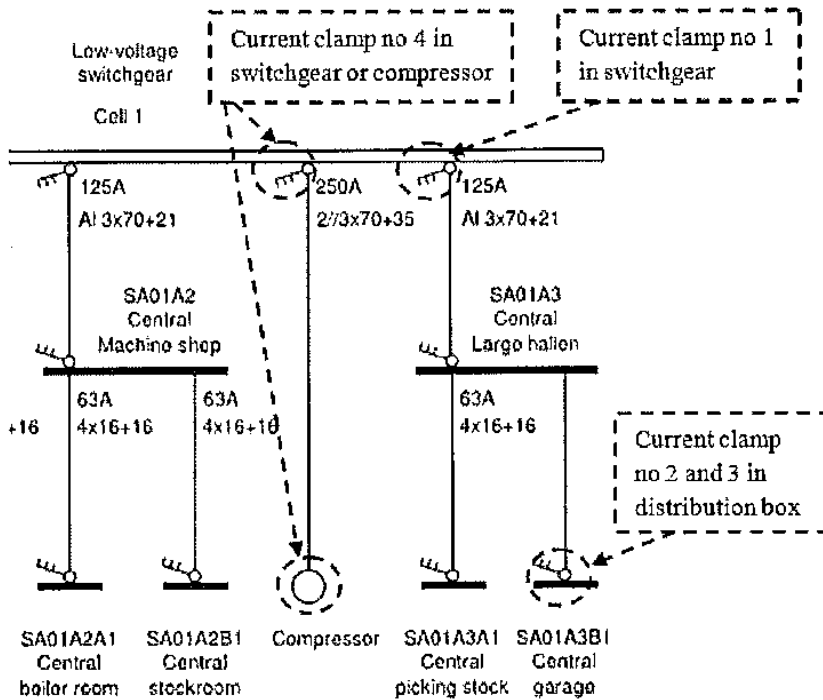 Low-voltage
switchgear
Cell 1
Current clamp no 4 in
switchgear or compressor
Current clamp no 1
in switchgear
125A
Al 3x70+21
250A
2//3x70+35
125A
Al 3x70+21
SA01A2
Central
Machine shop
SA01A3
Central
Large hallen
+16
63A
4x16+16
63A
4x16+16
63A
4x16+16
Current clamp
no 2 and 3 in
distribution box
SA01A2A1
Central
boiler room
SA01A2B1
Central
stockroom
Compressor
SA01A3A1
Central
picking stock
SA01A3B1
Central
garage